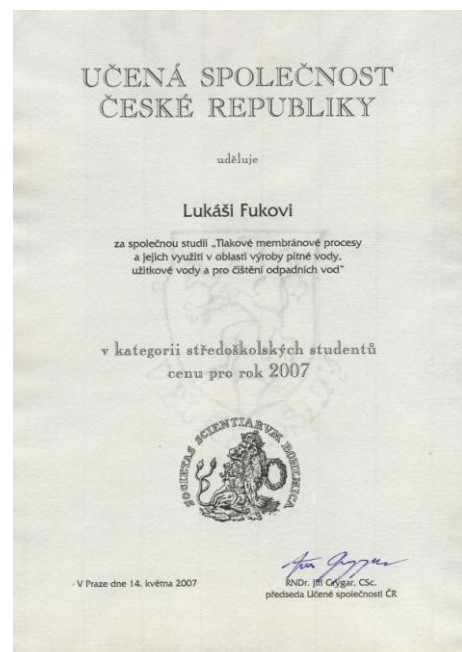 UČENÁ SPOLEČNOST
ČESKÉ REPUBLIKY
uděluje
Lukáši Fukovi
za společnou studii „Tlakové membránové procesy
a jejich využití v oblasti výroby pitné vody,
užitkové vody a pro čištění odpadních vod"
v kategorii středoškolských studentů
cenu pro rok 2007
SOCIETAS SCIENTIARUM BOHEMICA
V Praze dne 14. května 2007
RNDr. Jiří Grygar, CSc.
předseda Učené společnosti ČR